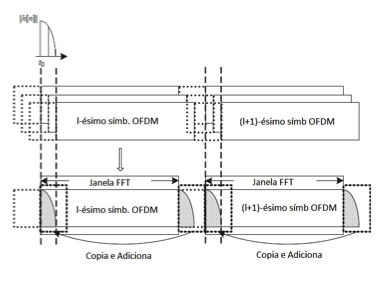 l-ésimo símb. OFDM
(l+1)-ésimo símb OFDM
Janela FFT
Janela FFT
l-ésimo símb. OFDM
(l+1)-ésimo símb OFDM
Copia e Adiciona
Copia e Adiciona